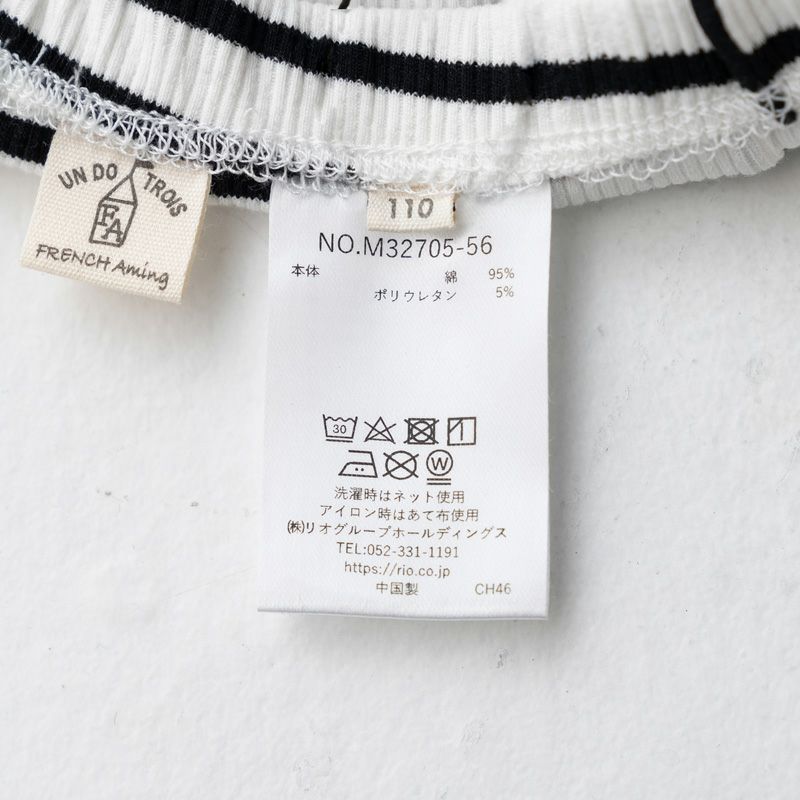 UN DO TROIS
FA
FRENCH Aming
110
NO.M32705-56
本体 綿 95%
ポリウレタン 5%
30
W
洗濯時はネット使用
アイロン時はあて布使用
㈱リオグループホールディングス
TEL:052-331-1191
https://rio.co.jp
中国製 CH46